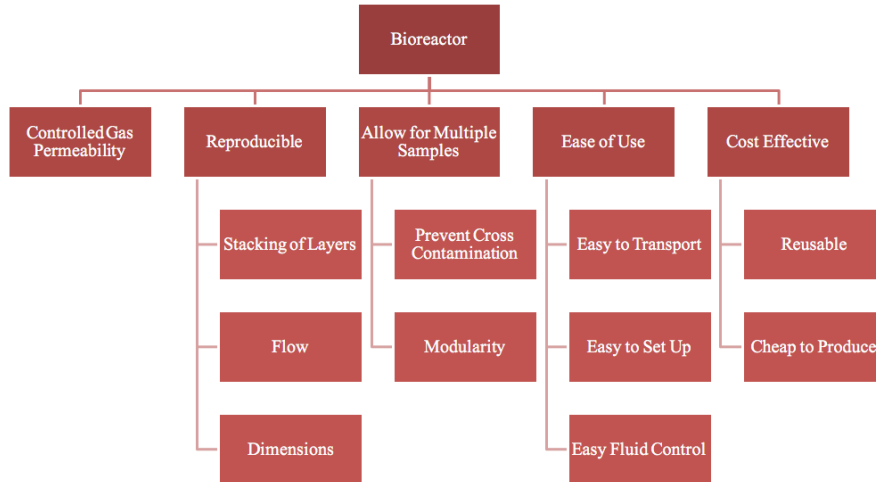 Bioreactor
Controlled Gas
Permeability
Reproducible
Allow for Multiple
Samples
Ease of Use
Cost Effective
Stacking of Layers
Flow
Dimensions
Prevent Cross
Contamination
Modularity
Easy to Transport
Easy to Set Up
Easy Fluid Control
Reusable
Cheap to Produce